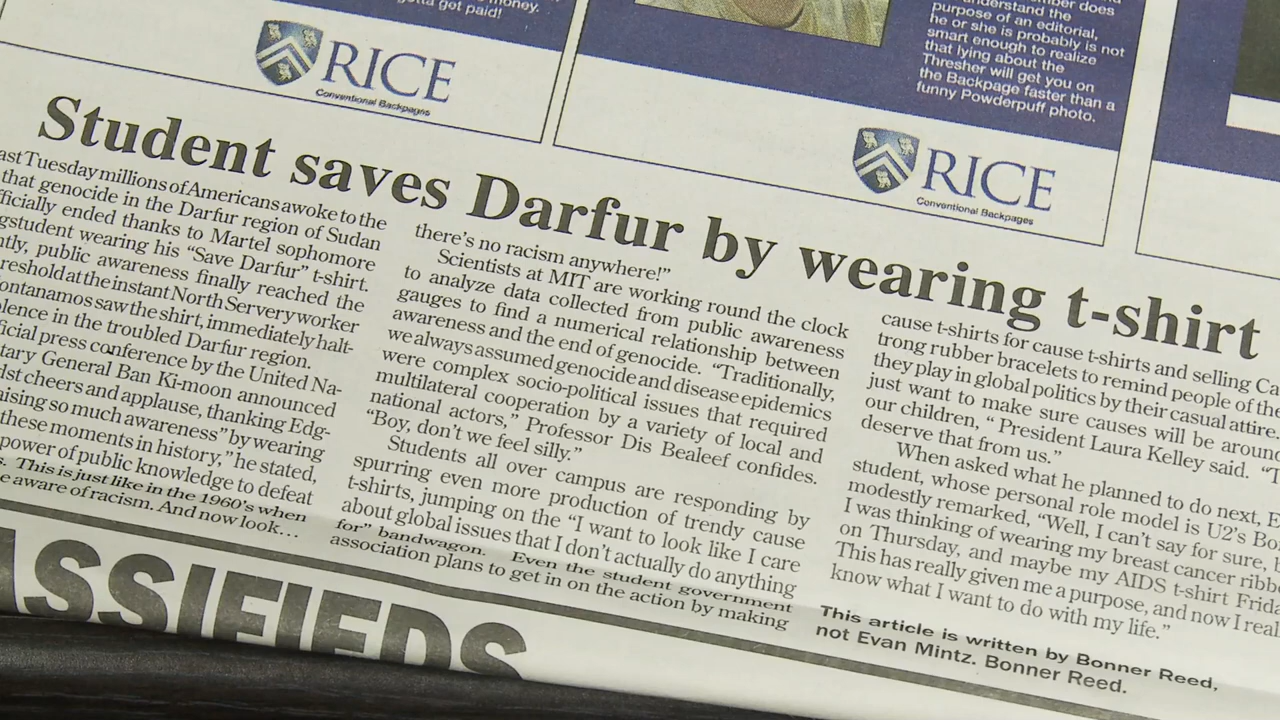 money.
gotta get paid!
RICE
Conventional Backpages
does
understand the
purpose of an editorial,
he or she is probably is not
smart enough to realize
that lying about the
Thresher will get you on
the Backpage faster than a
funny Powderpuff photo.
RICE
Conventional Backpages
Student saves Darfur by wearing t-shirt
Tuesday millions of Americans awoke to the
that genocide in the Darfur region of Sudan
ended thanks to Martel sophomore
wearing his “Save Darfur” t-shirt.
public awareness finally reached the
at the instant North Servery worker
saw the shirt, immediately halt-
in the troubled Darfur region.
press conference by the United Na-
General Ban Ki-moon announced
cheers and applause, thanking Edg-
so much awareness” by wearing
these moments in history,” he stated,
power of public knowledge to defeat
This is just like in the 1960’s when
aware of racism. And now look…
there’s no racism anywhere!”
Scientists at MIT are working round the clock
to analyze data collected from public awareness
gauges to find a numerical relationship between
awareness and the end of genocide. “Traditionally,
we always assumed genocide and disease epidemics
were complex socio-political issues that required
multilateral cooperation by a variety of local and
national actors,” Professor Dis Bealeef confides.
“Boy, don’t we feel silly.”
Students all over campus are responding by
spurring even more production of trendy cause
t-shirts, jumping on the “I want to look like I care
about global issues that I don’t actually do anything
for” bandwagon. Even the student government
association plans to get in on the action by making
cause t-shirts for cause t-shirts and selling
trong rubber bracelets to remind people of
they play in global politics by their casual attire.
just want to make sure causes will be around
our children, “ President Laura Kelley said.
deserve that from us.”
When asked what he planned to do next,
student, whose personal role model is U2’s
modestly remarked, “Well, I can’t say for sure,
I was thinking of wearing my breast cancer
on Thursday, and maybe my AIDS t-shirt
This has really given me a purpose, and now I
know what I want to do with my life.”
This article is written by Bonner Reed,
not Evan Mintz. Bonner Reed.
ASSIFIEDS